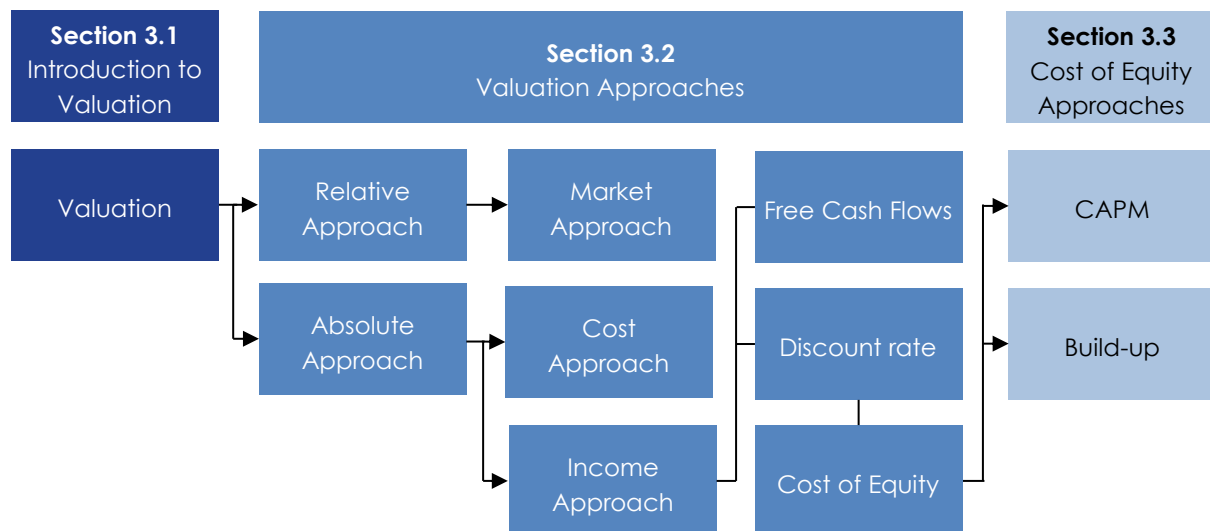 Section 3.1
Introduction to
Valuation
Section 3.2
Valuation Approaches
Section 3.3
Cost of Equity
Approaches
Valuation
Relative
Approach
Market
Approach
Free Cash Flows
CAPM
Absolute
Approach
Cost
Approach
Discount rate
Build-up
Income
Approach
Cost of Equity